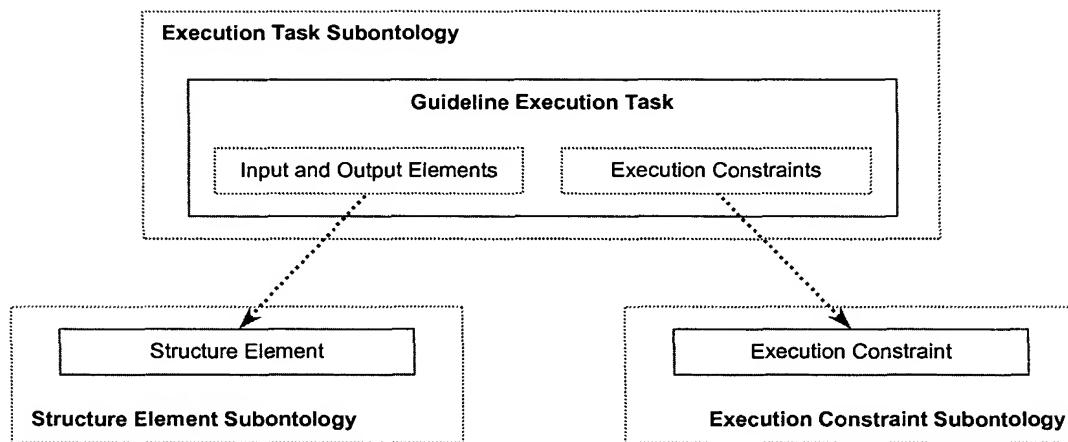 Execution Task Subontology
Guideline Execution Task
Input and Output Elements
Execution Constraints
Structure Element
Execution Constraint
Structure Element Subontology
Execution Constraint Subontology